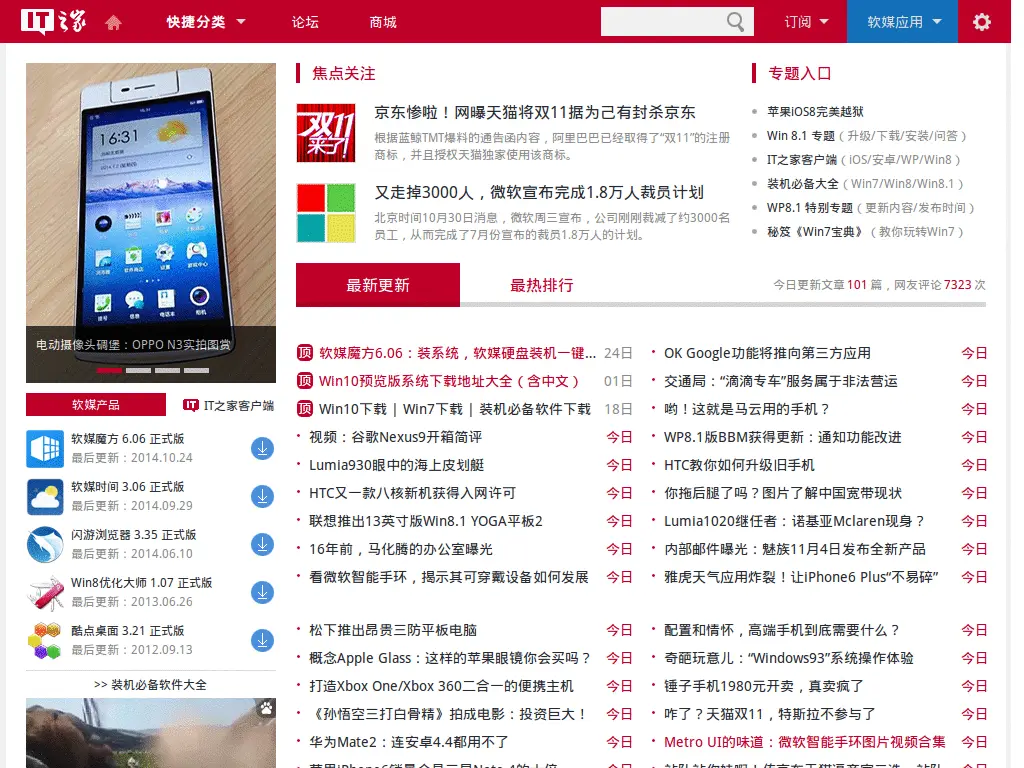 IT之家
快捷分类
论坛
商城
订阅
软媒应用
16:31
电动摄像头碉堡：OPPO N3实拍图赏
软媒产品
IT IT之家客户端
软媒魔方 6.06 正式版
最后更新：2014.10.24
软媒时间 3.06 正式版
最后更新：2014.09.29
闪游浏览器 3.35 正式版
最后更新：2014.06.10
Win8优化大师 1.07 正式版
最后更新：2013.06.26
酷点桌面 3.21 正式版
最后更新：2012.09.13
>> 装机必备软件大全
焦点关注
双11
来了!
京东惨啦！网曝天猫将双11据为己有封杀京东
根据蓝鲸TMT爆料的通告函内容，阿里巴巴已经取得了“双11”的注册
商标，并且授权天猫独家使用该商标。
又走掉3000人，微软宣布完成1.8万人裁员计划
北京时间10月30日消息，微软周三宣布，公司刚刚裁减了约3000名
员工，从而完成了7月份宣布的裁员1.8万人的计划。
专题入口
苹果iOS8完美越狱
Win 8.1 专题（升级/下载/安装/问答）
IT之家客户端（iOS/安卓/WP/Win8）
装机必备大全（Win7/Win8/Win8.1）
WP8.1 特别专题（更新内容/发布时间）
秘笈《Win7宝典》（教你玩转Win7）
最新更新
最热排行
今日更新文章 101 篇，网友评论 7323 次
顶 软媒魔方6.06：装系统，软媒硬盘装机一键... 24日
顶 Win10预览版系统下载地址大全（含中文） 01日
顶 Win10下载 | Win7下载 | 装机必备软件下载 18日
视频：谷歌Nexus9开箱简评 今日
Lumia930眼中的海上皮划艇 今日
HTC又一款八核新机获得入网许可 今日
联想推出13英寸版Win8.1 YOGA平板2 今日
16年前，马化腾的办公室曝光 今日
看微软智能手环，揭示其可穿戴设备如何发展 今日
松下推出昂贵三防平板电脑 今日
概念Apple Glass：这样的苹果眼镜你会买吗？ 今日
打造Xbox One/Xbox 360二合一的便携主机 今日
《孙悟空三打白骨精》拍成电影：投资巨大！ 今日
华为Mate2：连安卓4.4都用不了 今日
OK Google功能将推向第三方应用 今日
交通局：“滴滴专车”服务属于非法营运 今日
哟！这就是马云用的手机？ 今日
WP8.1版BBM获得更新：通知功能改进 今日
HTC教你如何升级旧手机 今日
你拖后腿了吗？图片了解中国宽带现状 今日
Lumia1020继任者：诺基亚Mclaren现身？ 今日
内部邮件曝光：魅族11月4日发布全新产品 今日
雅虎天气应用炸裂！让iPhone6 Plus“不易碎” 今日
配置和情怀，高端手机到底需要什么？ 今日
奇葩玩意儿：“Windows93”系统操作体验 今日
锤子手机1980元开卖，真卖疯了 今日
咋了？天猫双11，特斯拉不参与了 今日
Metro UI的味道：微软智能手环图片视频合集 今日